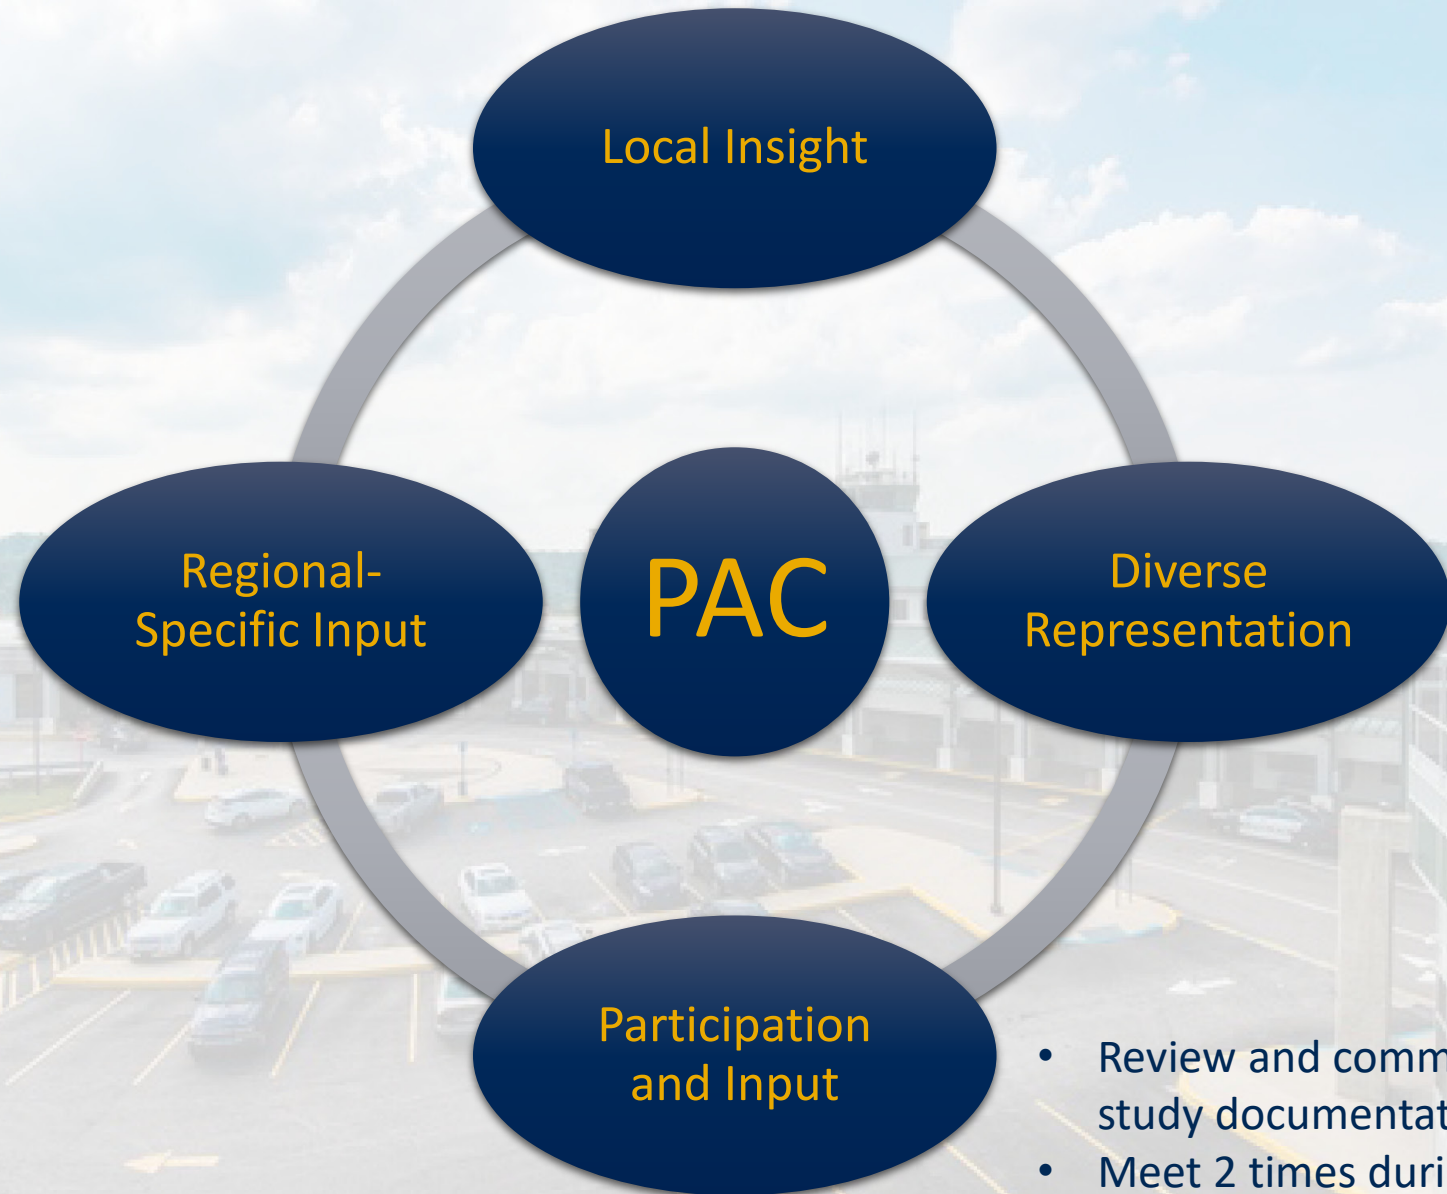 Local Insight
Regional-
Specific Input
PAC
Diverse
Representation
Participation
and Input
• Review and comm
study documentat
• Meet 2 times duri